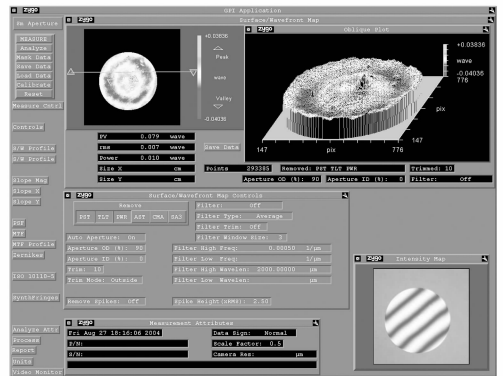 zygo GPI Application
6m Aperture
MEASURE
Analyze
Mask Data
Save Data
Load Data
Calibrate
Reset
Measure Cntrl
Controls
S/W Profile
S/W Profile
Slope Mag
Slope X
Slope Y
PSF
MTF
MTF Profile
Zernikes
ISO 10110-5
SynthFringes
Analyze Attr
Process
Report
Units
Video Monitor
zygo Surface/Wavefront Map
+0.03836
Peak
wave
Valley
-0.04036
zygo Oblique Plot
+0.03836
wave
-0.04036
776
pix
147
147 pix 776
PV 0.079 wave
rms 0.007 wave
Power 0.010 wave
Size X cm
Size Y cm
Save Data
Points 293385 Removed: PST TLT PWR Trimmed: 10
Aperture OD (%): 90 Aperture ID (%): 0 Filter: Off
zygo Surface/Wavefront Map Controls
Remove
PST TLT PWR AST CMA SA3
Filter: Off
Filter Type: Average
Filter Trim: Off
Filter Window Size: 3
Auto Aperture: On
Aperture OD (%): 90
Aperture ID (%): 0
Trim: 10
Trim Mode: Outside
Filter High Freq: 0.00050 1/µm
Filter Low Freq: 1/µm
Filter High Wavelen: 2000.00000 µm
Filter Low Wavelen: µm
Remove Spikes: Off Spike Height(xRMS): 2.50
zygo Intensity Map
zygo Measurement Attributes
Fri Aug 27 18:16:06 2004
P/N:
S/N:
Data Sign: Normal
Scale Factor: 0.5
Camera Res: µm